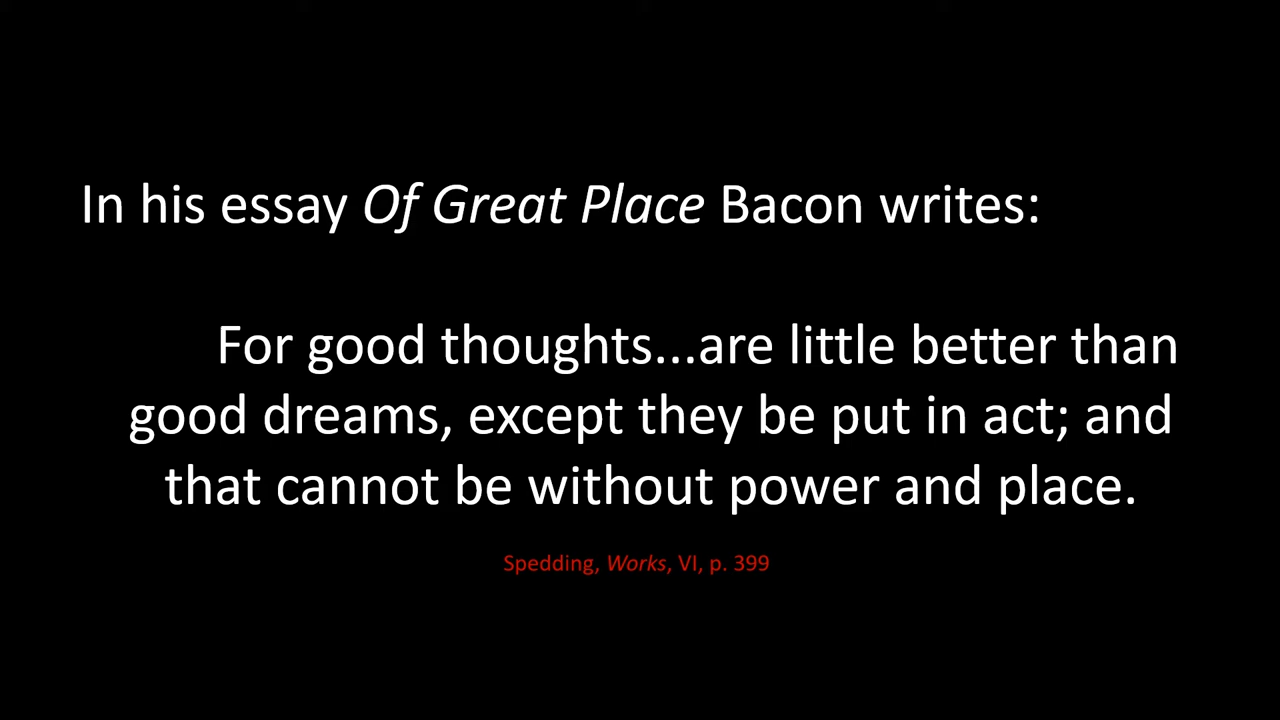 In his essay Of Great Place Bacon writes:
For good thoughts...are little better than
good dreams, except they be put in act; and
that cannot be without power and place.
Spedding, Works, VI, p. 399